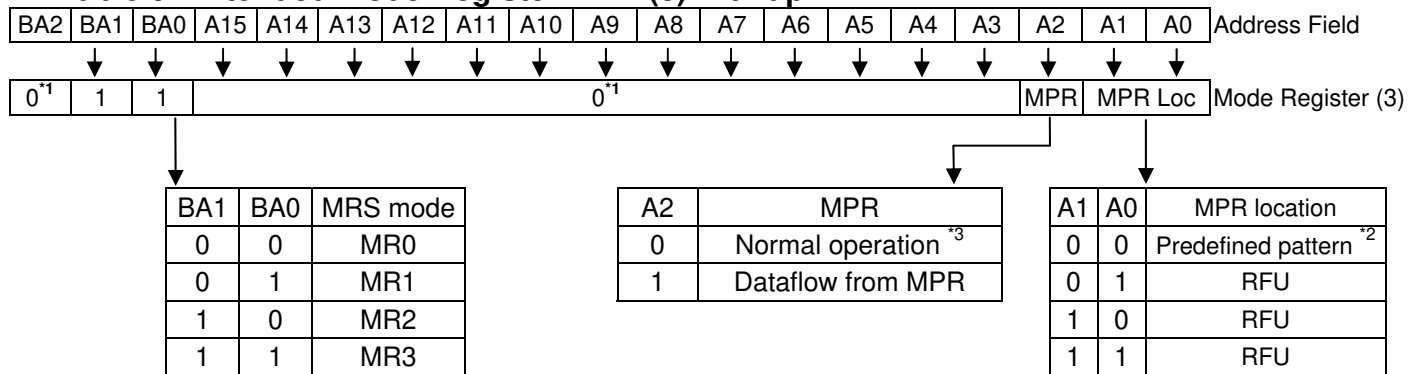 BA2 BA1 BA0 A15 A14 A13 A12 A11 A10 A9 A8 A7 A6 A5 A4 A3 A2 A1 A0 Address Field
0*1 1 1 0*1 MPR MPR Loc Mode Register (3)
BA1 BA0 MRS mode
0 0 MR0
0 1 MR1
1 0 MR2
1 1 MR3
A2 MPR
0 Normal operation *3
1 Dataflow from MPR
A1 A0 MPR location
0 0 Predefined pattern *2
0 1 RFU
1 0 RFU
1 1 RFU